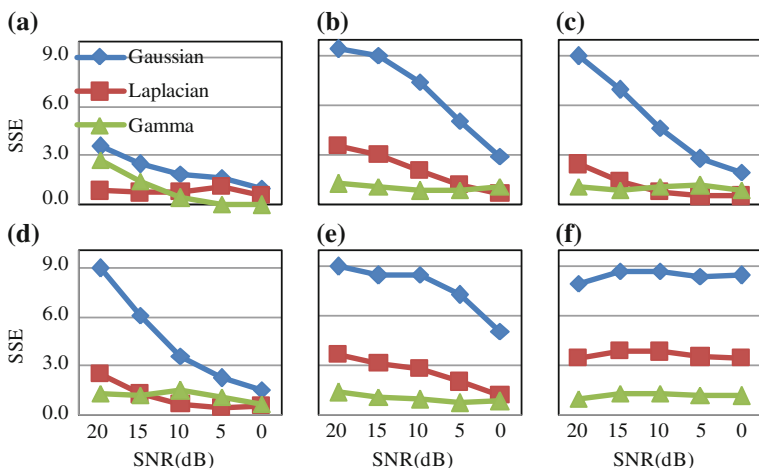 (a)
(b)
(c)
9.0
Gaussian
6.0
Laplacian
SSE
3.0
Gamma
0.0
(d)
(e)
(f)
9.0
6.0
SSE
3.0
0.0
20 15 10 5 0
20 15 10 5 0
20 15 10 5 0
SNR(dB)
SNR(dB)
SNR(dB)